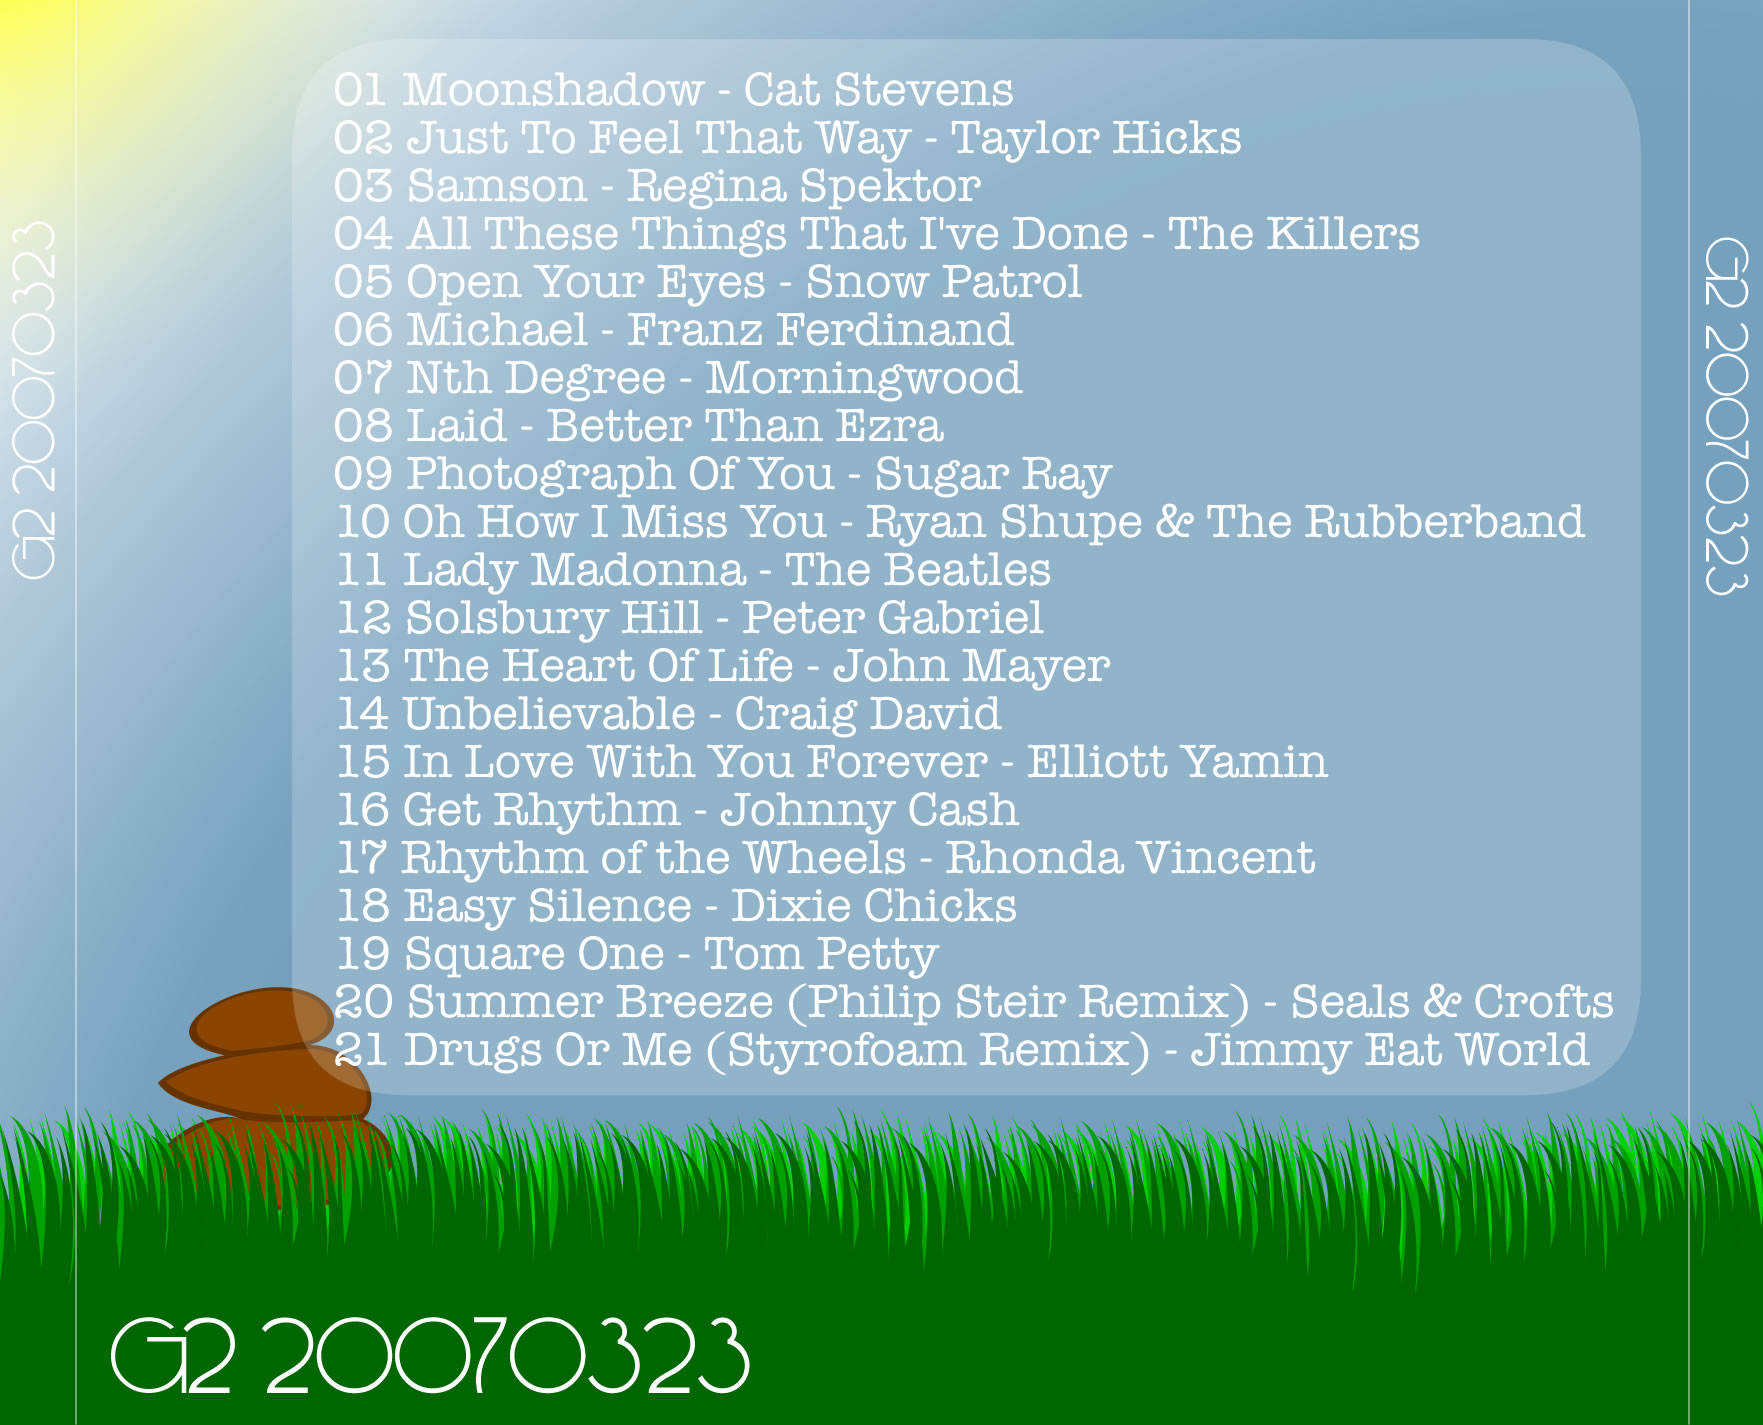 01 Moonshadow - Cat Stevens
02 Just To Feel That Way - Taylor Hicks
03 Samson - Regina Spektor
04 All These Things That I've Done - The Killers
05 Open Your Eyes - Snow Patrol
06 Michael - Franz Ferdinand
07 Nth Degree - Morningwood
08 Laid - Better Than Ezra
09 Photograph Of You - Sugar Ray
10 Oh How I Miss You - Ryan Shupe & The Rubberband
11 Lady Madonna - The Beatles
12 Solsbury Hill - Peter Gabriel
13 The Heart Of Life - John Mayer
14 Unbelievable - Craig David
15 In Love With You Forever - Elliott Yamin
16 Get Rhythm - Johnny Cash
17 Rhythm of the Wheels - Rhonda Vincent
18 Easy Silence - Dixie Chicks
19 Square One - Tom Petty
20 Summer Breeze (Philip Steir Remix) - Seals & Crofts
21 Drugs Or Me (Styrofoam Remix) - Jimmy Eat World
G2 20070323
G2 20070323
G2 20070323